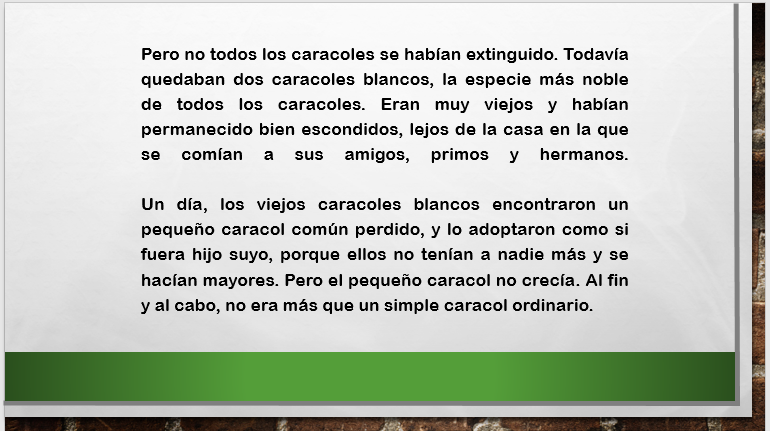 Pero no todos los caracoles se habían extinguido. Todavía
quedaban dos caracoles blancos, la especie más noble
de todos los caracoles. Eran muy viejos y habían
permanecido bien escondidos, lejos de la casa en la que
se comían a sus amigos, primos y hermanos.
Un día, los viejos caracoles blancos encontraron un
pequeño caracol común perdido, y lo adoptaron como si
fuera hijo suyo, porque ellos no tenían a nadie más y se
hacían mayores. Pero el pequeño caracol no crecía. Al fin
y al cabo, no era más que un simple caracol ordinario.